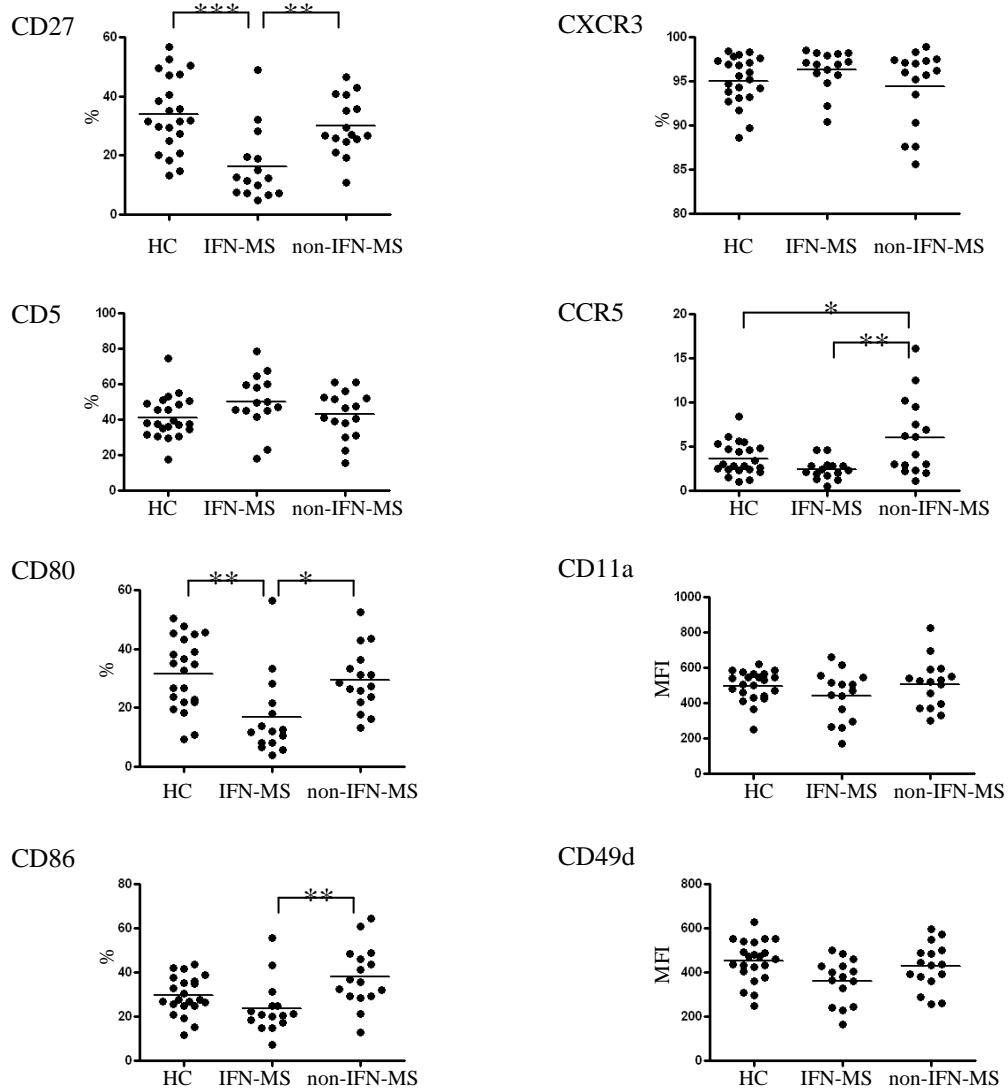 CD27
*** **
%
60
40
20
0
HC IFN-MS non-IFN-MS
CXCR3
%
100
95
90
85
80
HC IFN-MS non-IFN-MS
CD5
%
100
80
60
40
20
0
HC IFN-MS non-IFN-MS
CCR5
*
**
%
20
15
10
5
0
HC IFN-MS non-IFN-MS
CD80
** *
%
60
40
20
0
HC IFN-MS non-IFN-MS
CD11a
MFI
1000
800
600
400
200
0
HC IFN-MS non-IFN-MS
CD86
**
%
80
60
40
20
0
HC IFN-MS non-IFN-MS
CD49d
MFI
800
600
400
200
0
HC IFN-MS non-IFN-MS